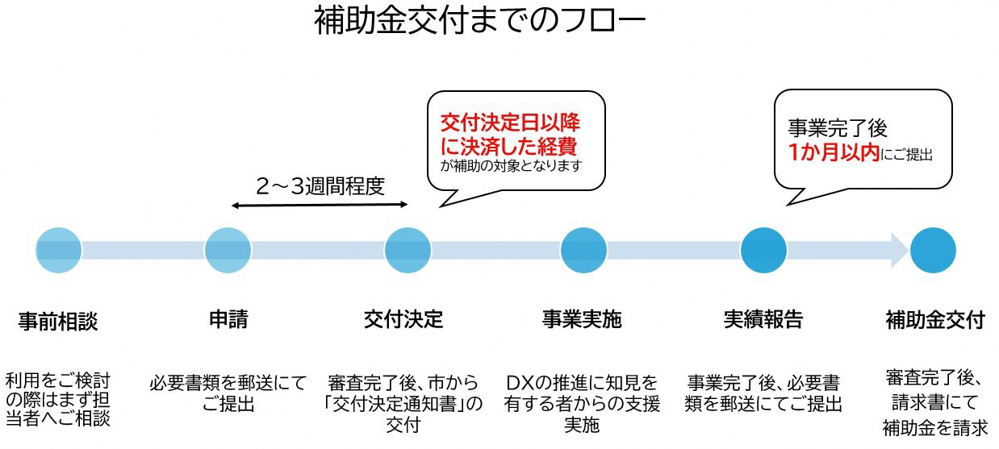 補助金交付までのフロー
交付決定日以降
に決済した経費
が補助の対象となります
事業完了後
1か月以内にご提出
2～3週間程度
事前相談
利用をご検討
の際はまず担
当者へご相談
申請
必要書類を郵送にて
ご提出
交付決定
審査完了後、市から
「交付決定通知書」の
交付
事業実施
DXの推進に知見を
有する者からの支援
実施
実績報告
事業完了後、必要書
類を郵送にてご提出
補助金交付
審査完了後、
請求書にて
補助金を請求